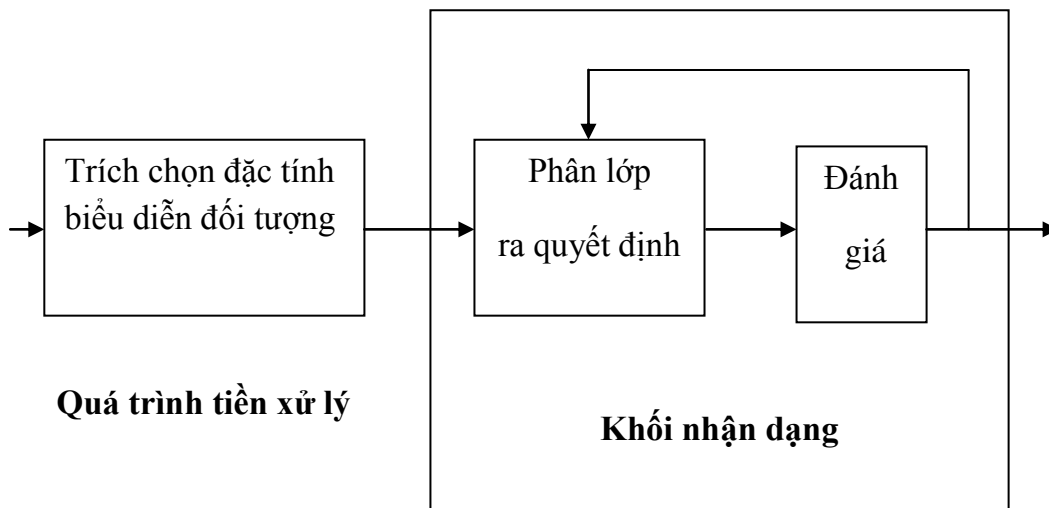 Trích chọn đặc tính
biểu diễn đối tượng
Phân lớp
ra quyết định
Đánh
giá
Quá trình tiền xử lý
Khối nhận dạng